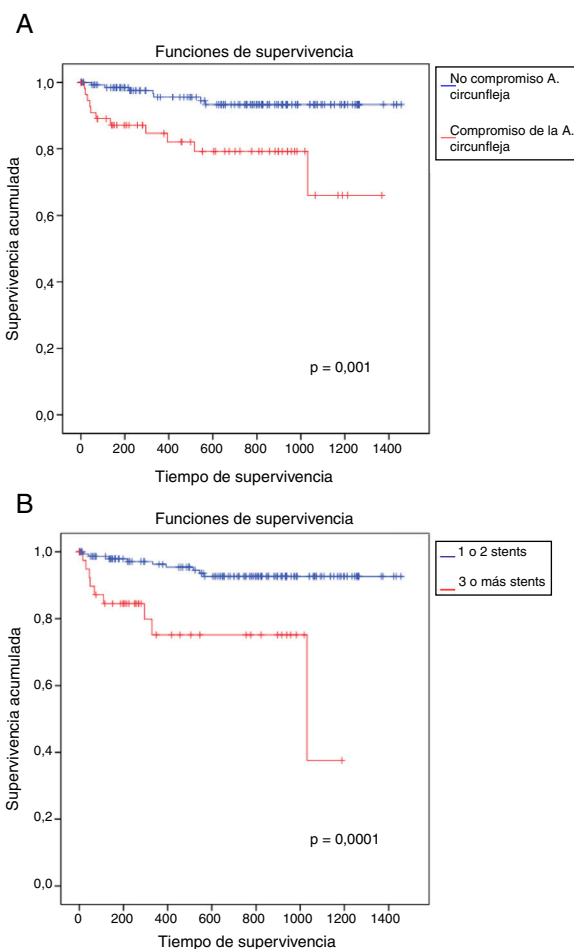 A
Funciones de supervivencia
No compromiso A.
circunfleja
Compromiso de la A.
circunfleja
1,0
0,8
0,6
0,4
0,2
0,0
Supervivencia acumulada
p = 0,001
0 200 400 600 800 1000 1200 1400
Tiempo de supervivencia
B
Funciones de supervivencia
1 o 2 stents
3 o más stents
1,0
0,8
0,6
0,4
0,2
0,0
Supervivencia acumulada
p = 0,0001
0 200 400 600 800 1000 1200 1400
Tiempo de supervivencia